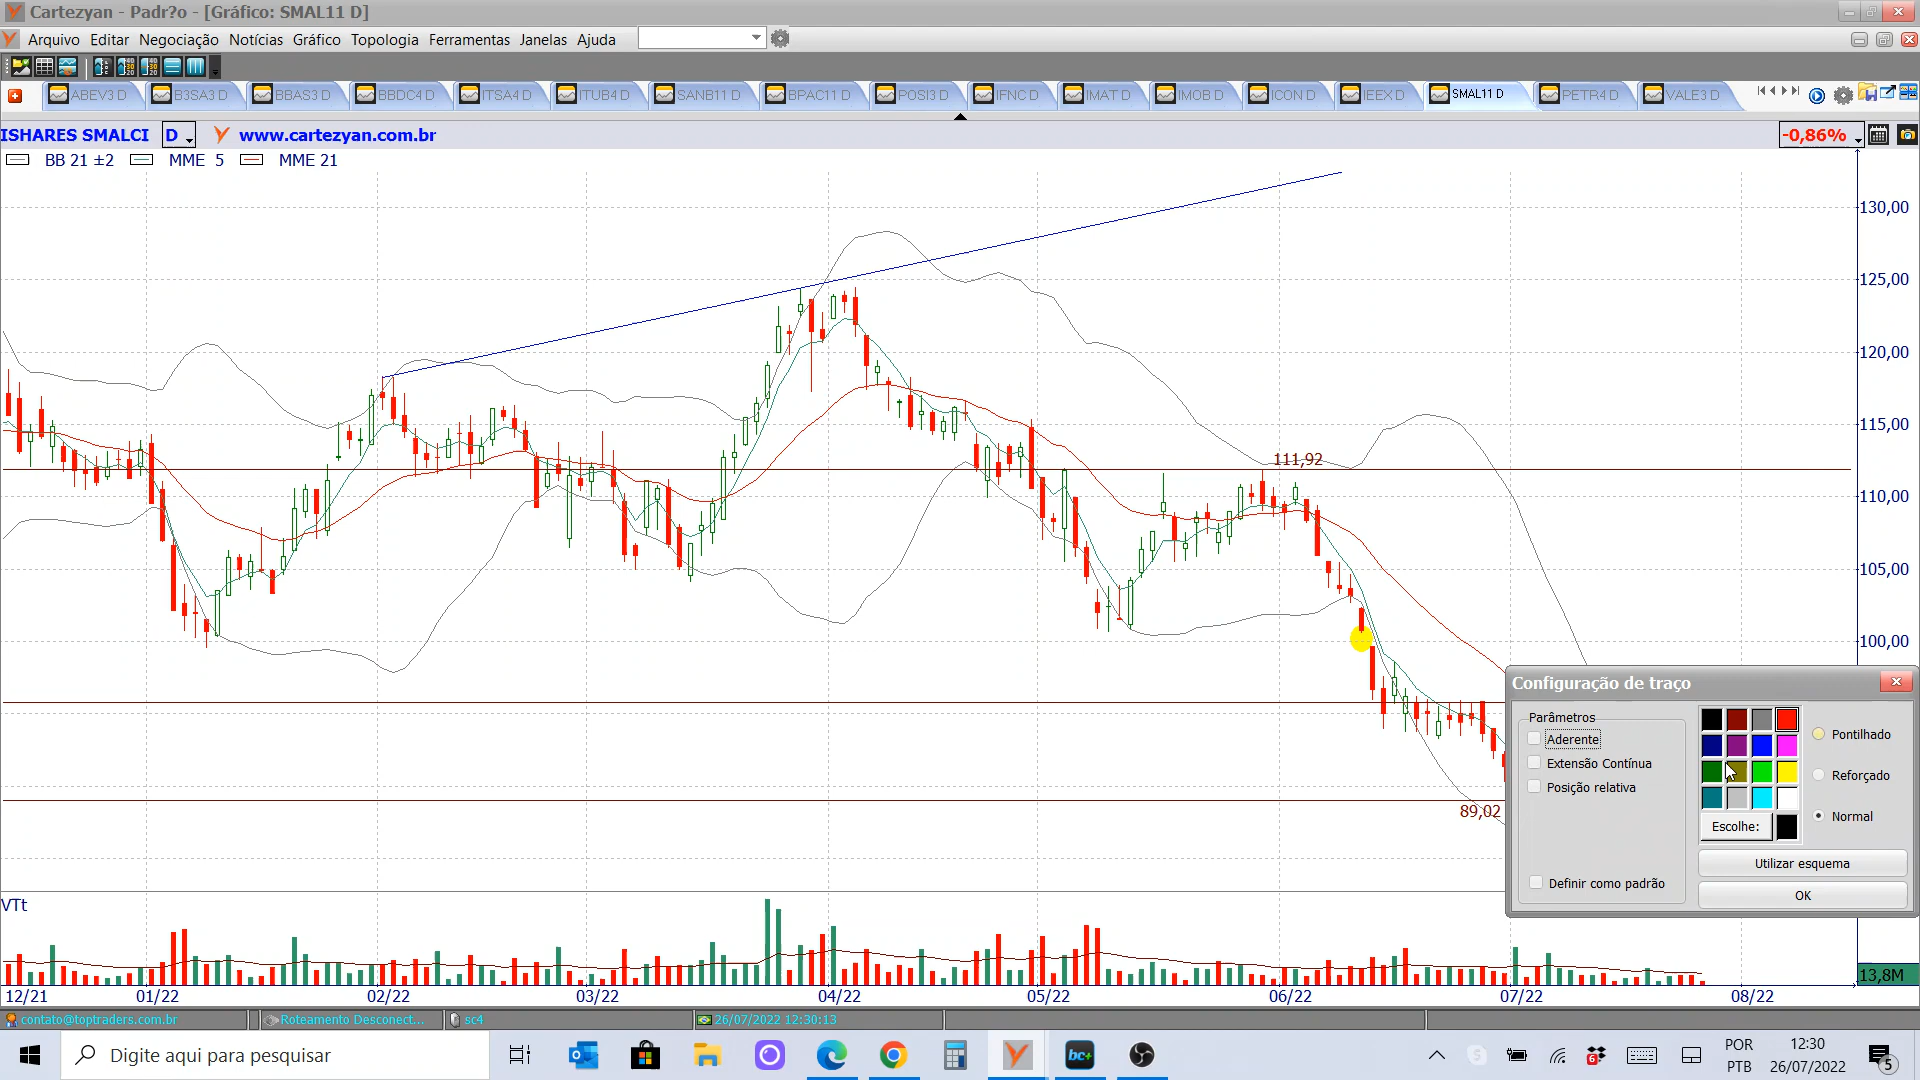 Cartezyan - Padr?o - [Gráfico: SMAL11 D]
Arquivo Editar Negociação Notícias Gráfico Topologia Ferramentas Janelas Ajuda
ABEV3 D B3SA3 D BBAS3 D BBDC4 D ITSA4 D ITUB4 D SANB11 D BPAC11 D POSI3 D IFNC D IMAT D IMOB D ICON D IEEX D SMAL11 D PETR4 D VALE3 D
ISHARES SMALCI D www.cartezyan.com.br -0,86%
BB 21 ±2 MME 5 MME 21
130,00
125,00
120,00
115,00
111,92
110,00
105,00
100,00
89,02
Configuração de traço
Parâmetros
Aderente
Extensão Contínua
Posição relativa
Definir como padrão
Pontilhado
Reforçado
Normal
Escolhe:
Utilizar esquema
OK
VTt
13,8M
12/21 01/22 02/22 03/22 04/22 05/22 06/22 07/22 08/22
contato@toptraders.com.br Roteamento Desconect... sc4 26/07/2022 12:30:13
Digite aqui para pesquisar
bc+
6
POR
PTB
12:30
26/07/2022
5